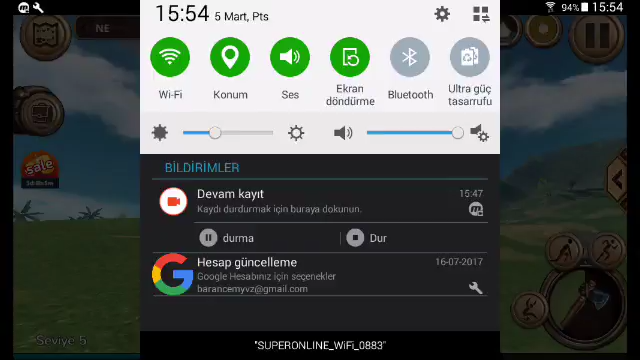 94% 15:54
15:54 5 Mart, Pts
NE
Wi-Fi
Konum
Ses
Ekran
döndürme
Bluetooth
Ultra güç
tasarrufu
BİLDİRİMLER
Devam kayıt 15:47
Kaydı durdurmak için buraya dokunun.
durma
Dur
Hesap güncelleme 16-07-2017
Google Hesabınız için seçenekler
barancemyvz@gmail.com
sale
Seviye 5
"SUPERONLINE_WiFi_0883"